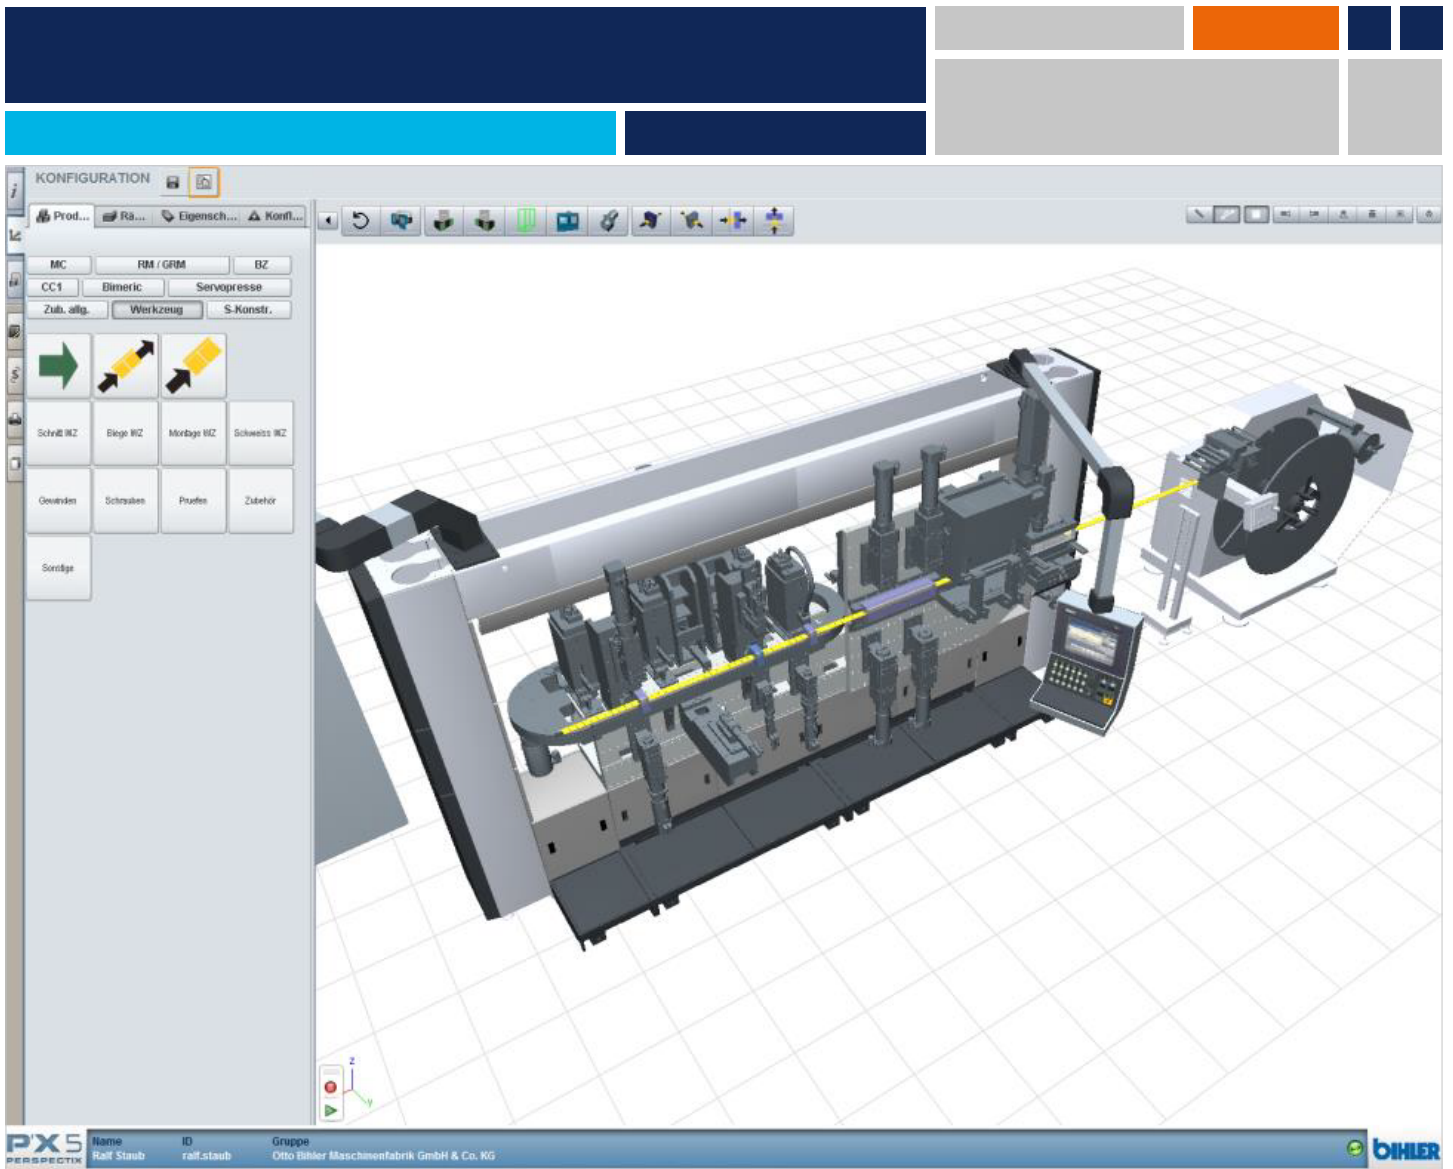 KONFIGURATION
Prod... Rä... Eigensch... Konfi...
MC RM / GRM BZ
CC1 Bimeric Servopresse
Zub. allg. Werkzeug S-Konstr.
Schnitt WZ Biege WZ Montage WZ Schweiss WZ
Gewinden Schrauben Pruefen Zubehör
Sonstige
z
y
P'X5 Name ID Gruppe
PERSPECTIX Ralf Staub ralf.staub Otto Bihler Maschinenfabrik GmbH & Co. KG BIHLER